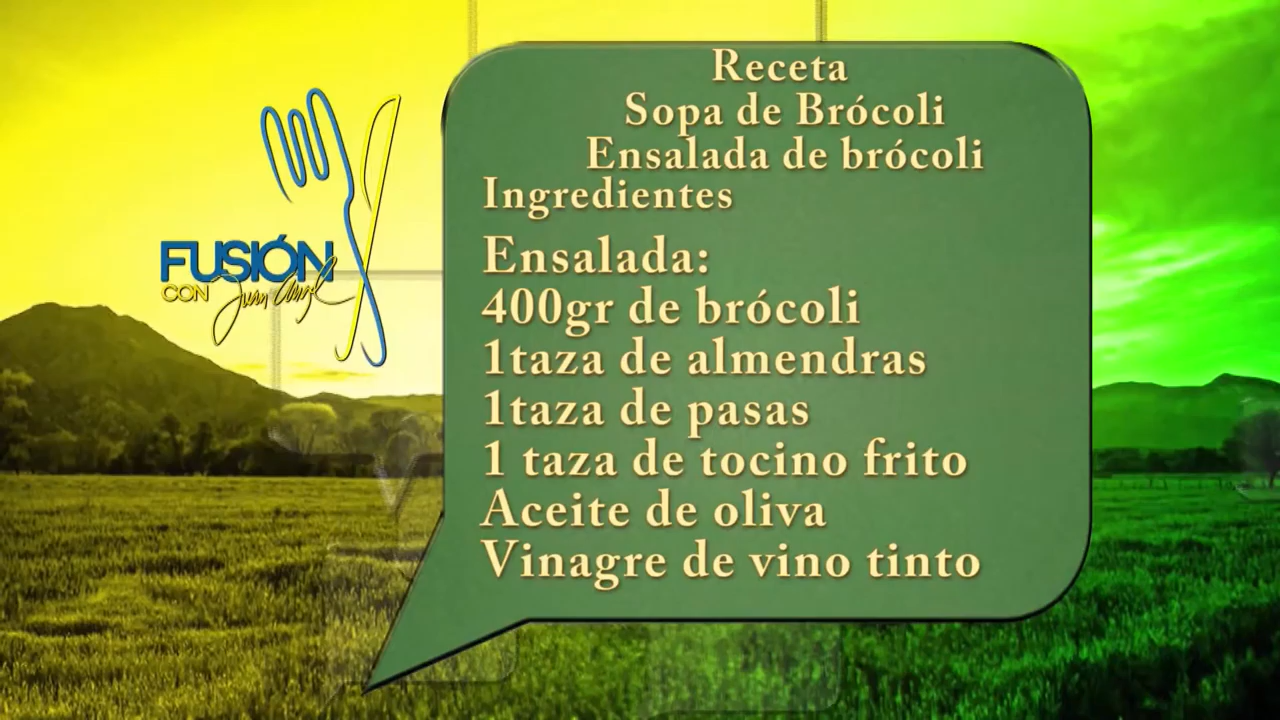 FUSIÓN
CON Juan Angel
Receta
Sopa de Brócoli
Ensalada de brócoli
Ingredientes
Ensalada:
400gr de brócoli
1taza de almendras
1taza de pasas
1 taza de tocino frito
Aceite de oliva
Vinagre de vino tinto